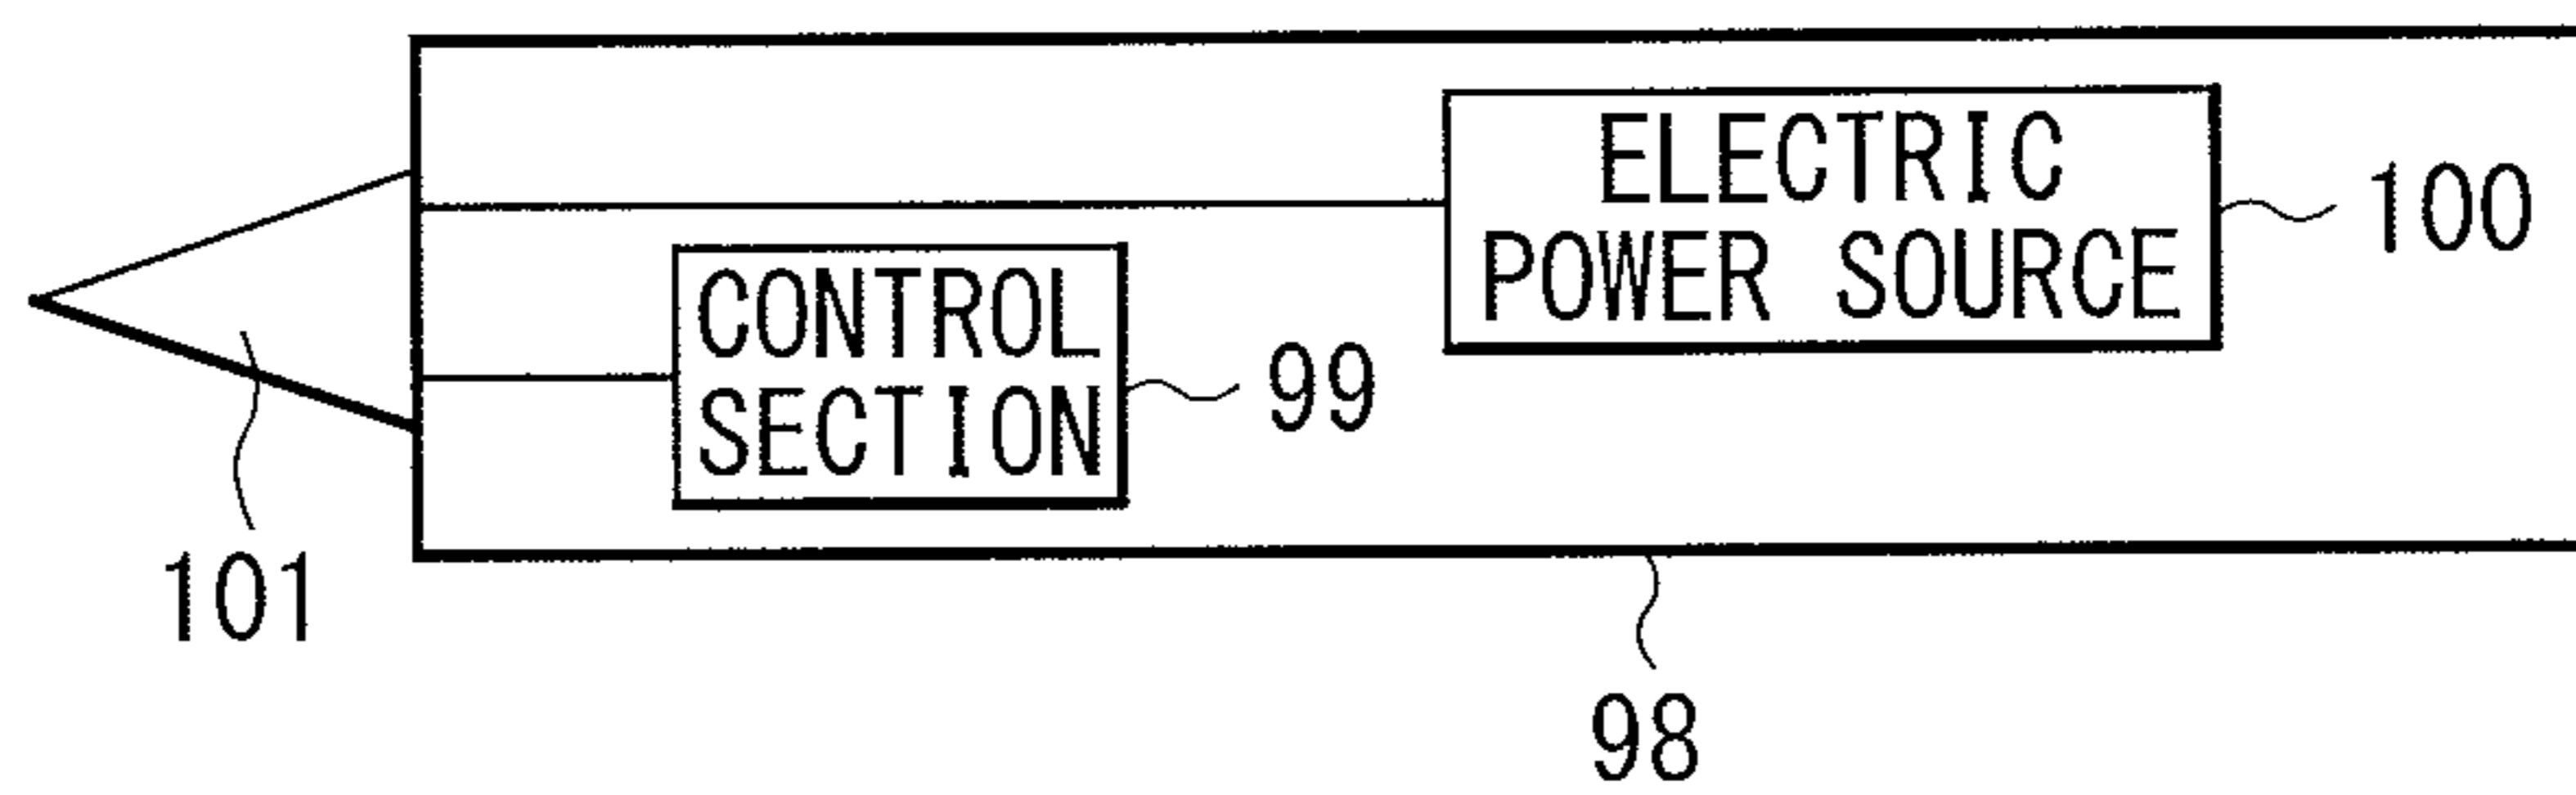 ELECTRIC
POWER SOURCE
100
CONTROL
SECTION
99
101
98